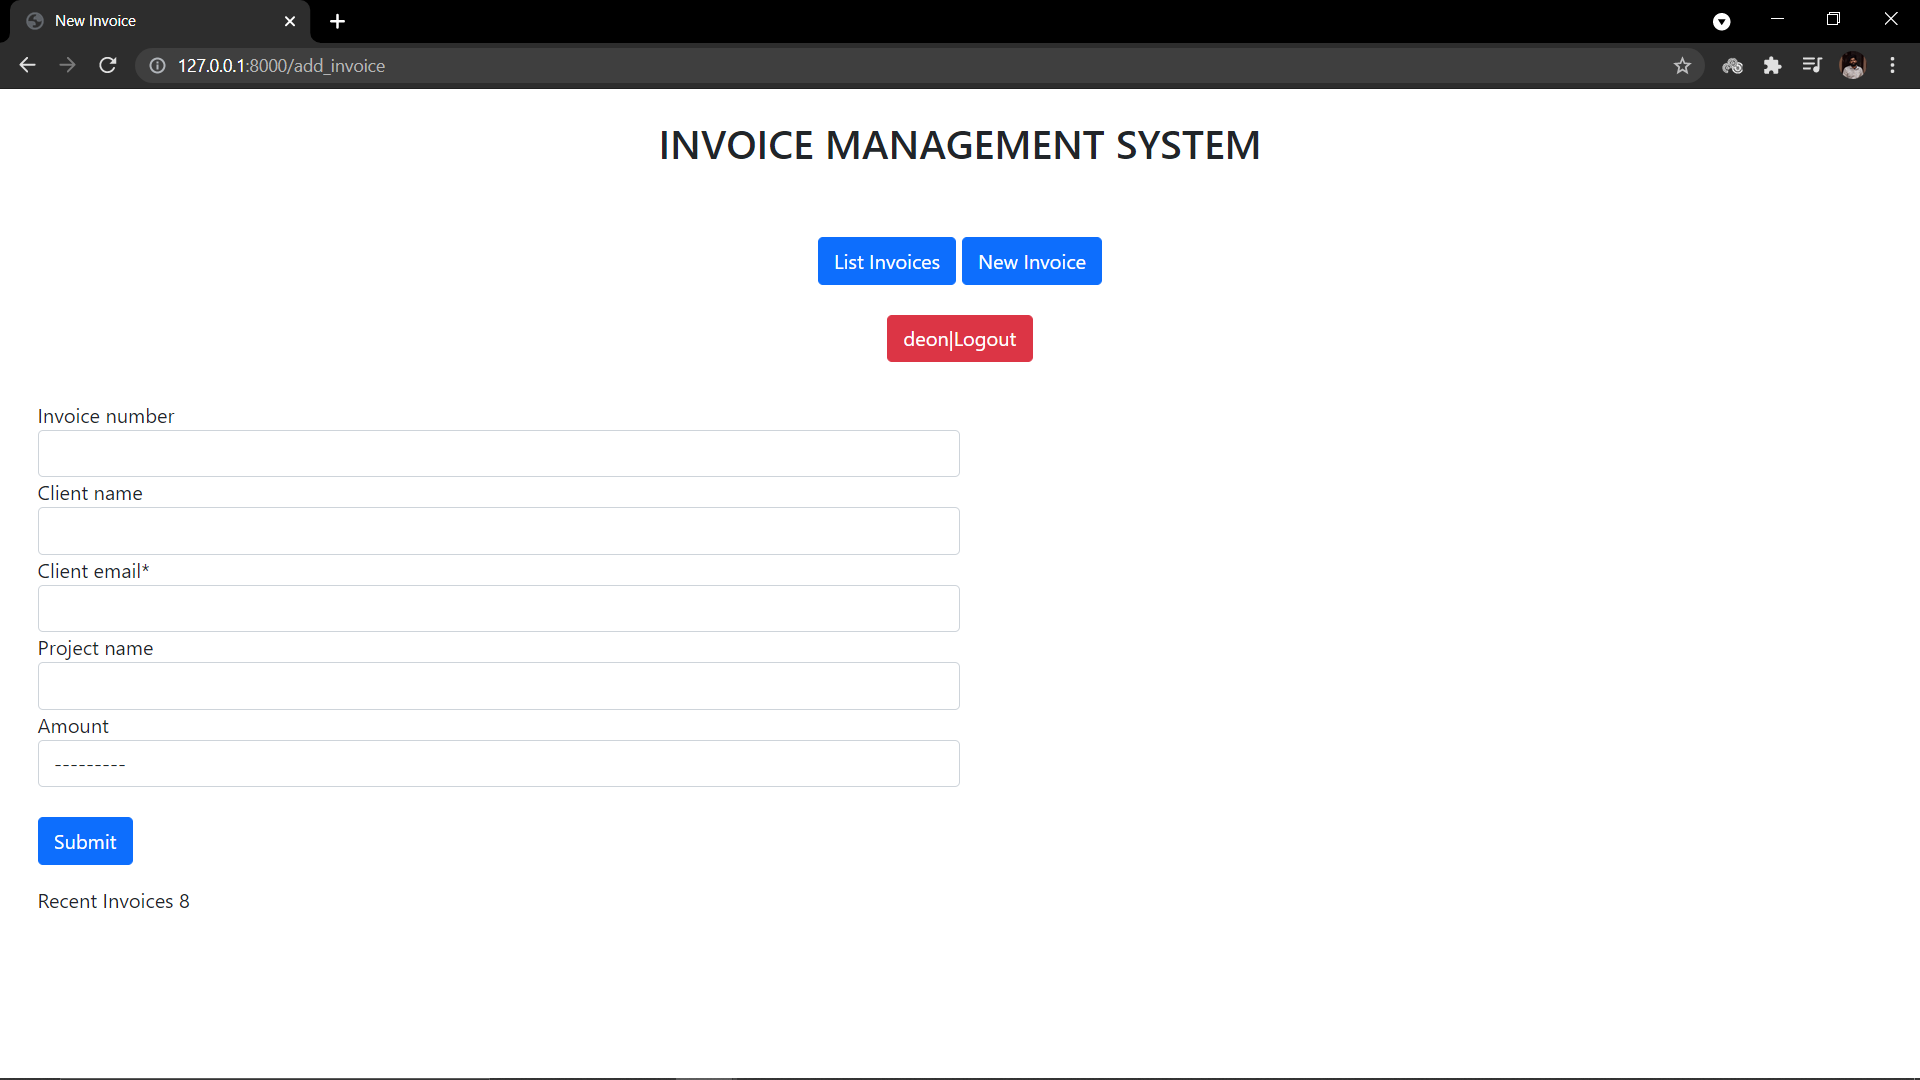 New Invoice
127.0.0.1:8000/add_invoice
INVOICE MANAGEMENT SYSTEM
List Invoices New Invoice
deon|Logout
Invoice number
Client name
Client email*
Project name
Amount
---------
Submit
Recent Invoices 8